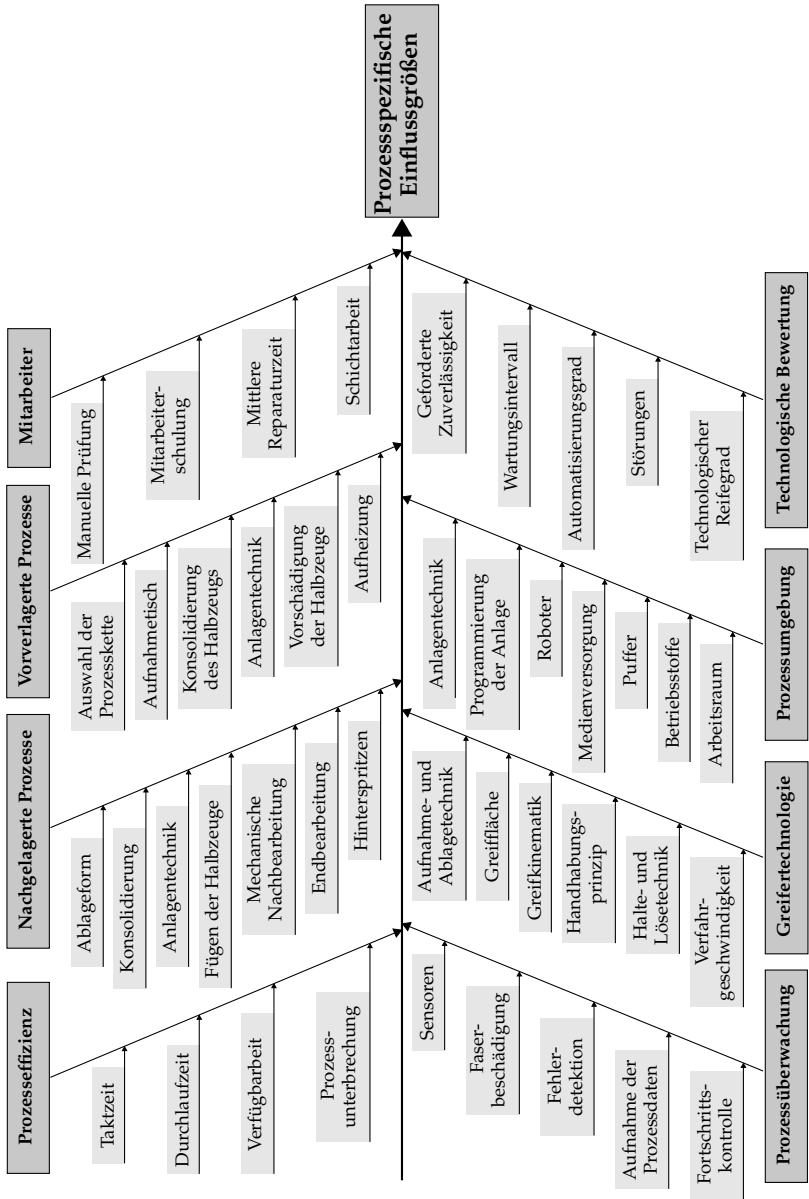 Prozesseffizienz
Taktzeit
Durchlaufzeit
Verfügbarbeit
Prozess-
unterbrechung
Nachgelagerte Prozesse
Ablageform
Konsolidierung
Anlagentechnik
Fügen der Halbzeuge
Mechanische
Nachbearbeitung
Endbearbeitung
Hinterspritzen
Vorverlagerte Prozesse
Auswahl der
Prozesskette
Aufnahmetisch
Konsolidierung
des Halbzeugs
Anlagentechnik
Vorschädigung
der Halbzeuge
Aufheizung
Mitarbeiter
Manuelle Prüfung
Mitarbeiter-
schulung
Mittlere
Reparaturzeit
Schichtarbeit
Prozessspezifische
Einflussgrößen
Sensoren
Faser-
beschädigung
Fehler-
detektion
Aufnahme der
Prozessdaten
Fortschritts-
kontrolle
Prozessüberwachung
Aufnahme- und
Ablagetechnik
Greiffläche
Greifkinematik
Handhabungs-
prinzip
Halte- und
Lösetechnik
Verfahr-
geschwindigkeit
Greifertechnologie
Anlagentechnik
Programmierung
der Anlage
Roboter
Medienversorgung
Puffer
Betriebsstoffe
Arbeitsraum
Prozessumgebung
Geforderte
Zuverlässigkeit
Wartungsintervall
Automatisierungsgrad
Störungen
Technologischer
Reifegrad
Technologische Bewertung